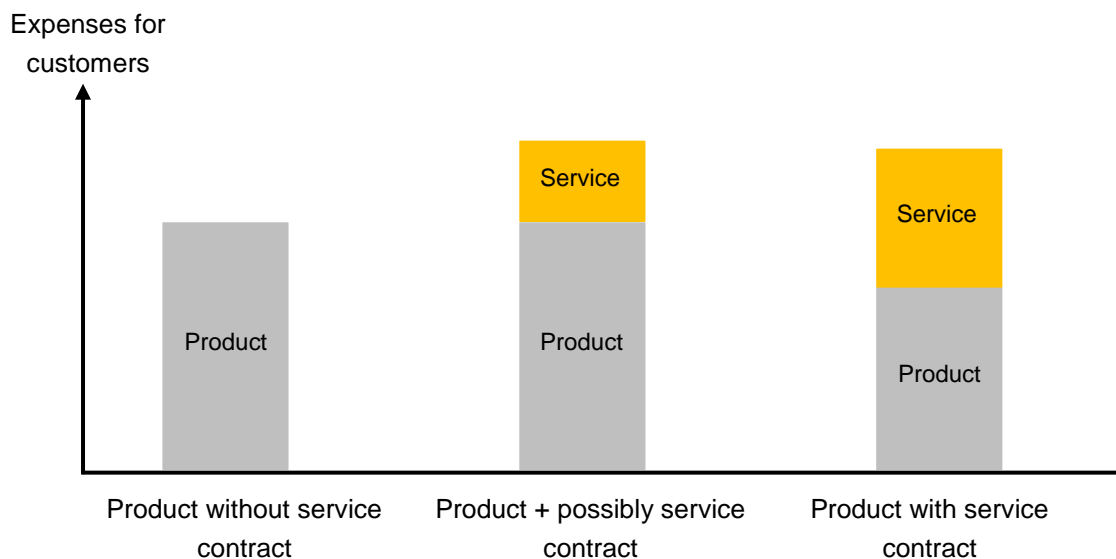 Expenses for
customers
Service
Service
Product
Product
Product
Product without service
contract
Product + possibly service
contract
Product with service
contract